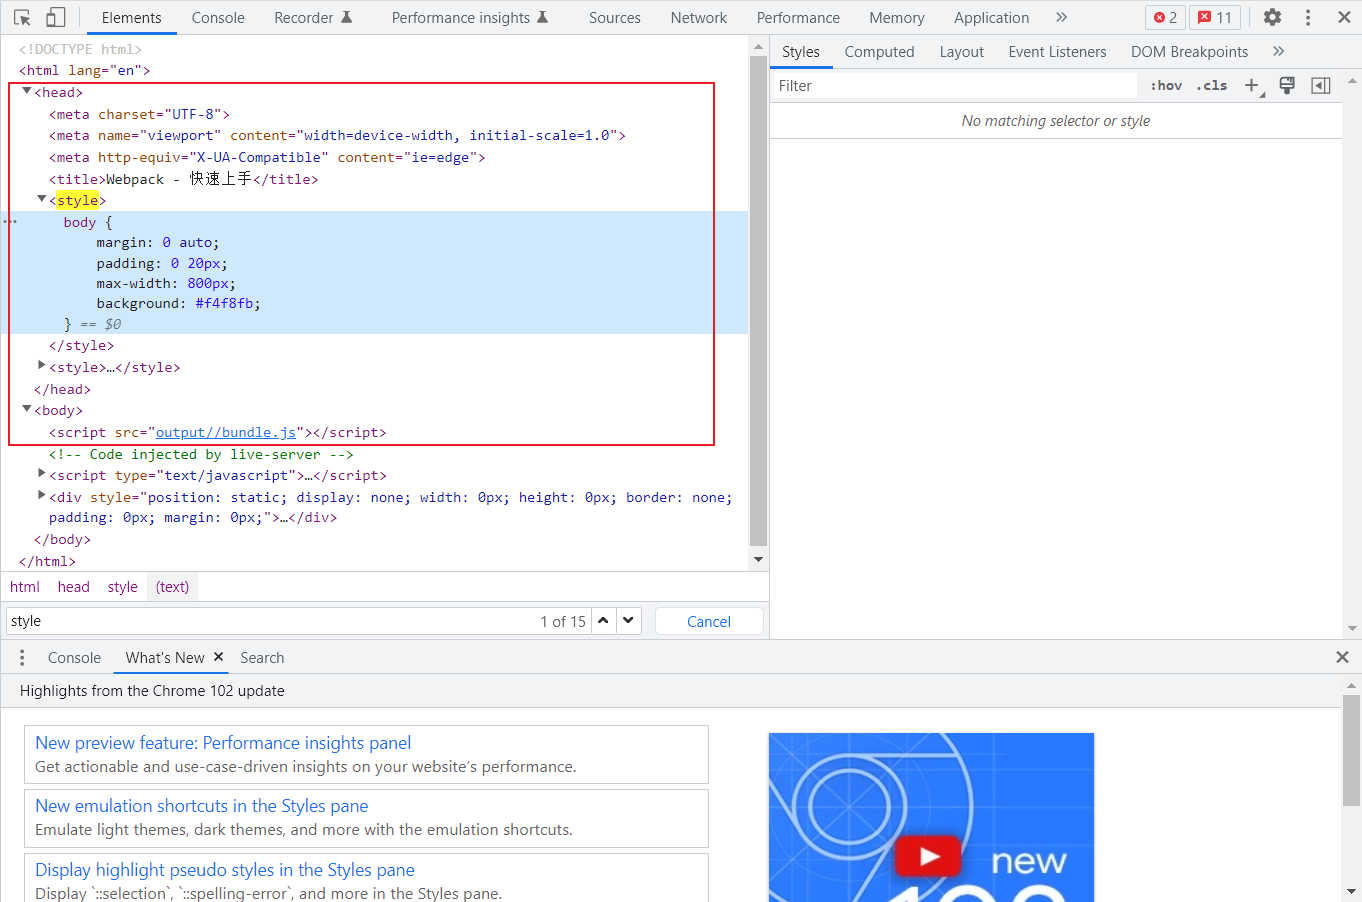 Elements Console Recorder Performance insights Sources Network Performance Memory Application » 2 11
<!DOCTYPE html>
<html lang="en">
<head>
<meta charset="UTF-8">
<meta name="viewport" content="width=device-width, initial-scale=1.0">
<meta http-equiv="X-UA-Compatible" content="ie=edge">
<title>Webpack - 快速上手</title>
<style>
body {
margin: 0 auto;
padding: 0 20px;
max-width: 800px;
background: #f4f8fb;
} == $0
</style>
<style>…</style>
</head>
<body>
<script src="output//bundle.js"></script>
<!-- Code injected by live-server -->
<script type="text/javascript">…</script>
<div style="position: static; display: none; width: 0px; height: 0px; border: none;
padding: 0px; margin: 0px;">…</div>
</body>
</html>
html head style (text)
style 1 of 15 Cancel
Styles Computed Layout Event Listeners DOM Breakpoints »
Filter :hov .cls +
No matching selector or style
Console What's New Search
Highlights from the Chrome 102 update
New preview feature: Performance insights panel
Get actionable and use-case-driven insights on your website's performance.
New emulation shortcuts in the Styles pane
Emulate light themes, dark themes, and more with the emulation shortcuts.
Display highlight pseudo styles in the Styles pane
Display `::selection`, `::spelling-error`, and more in the Styles pane.
new
102